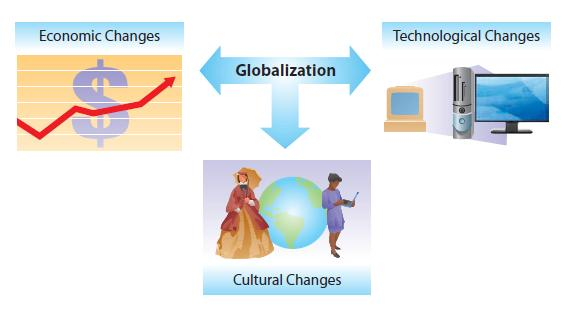 Economic Changes
Globalization
Technological Changes
$
Cultural Changes